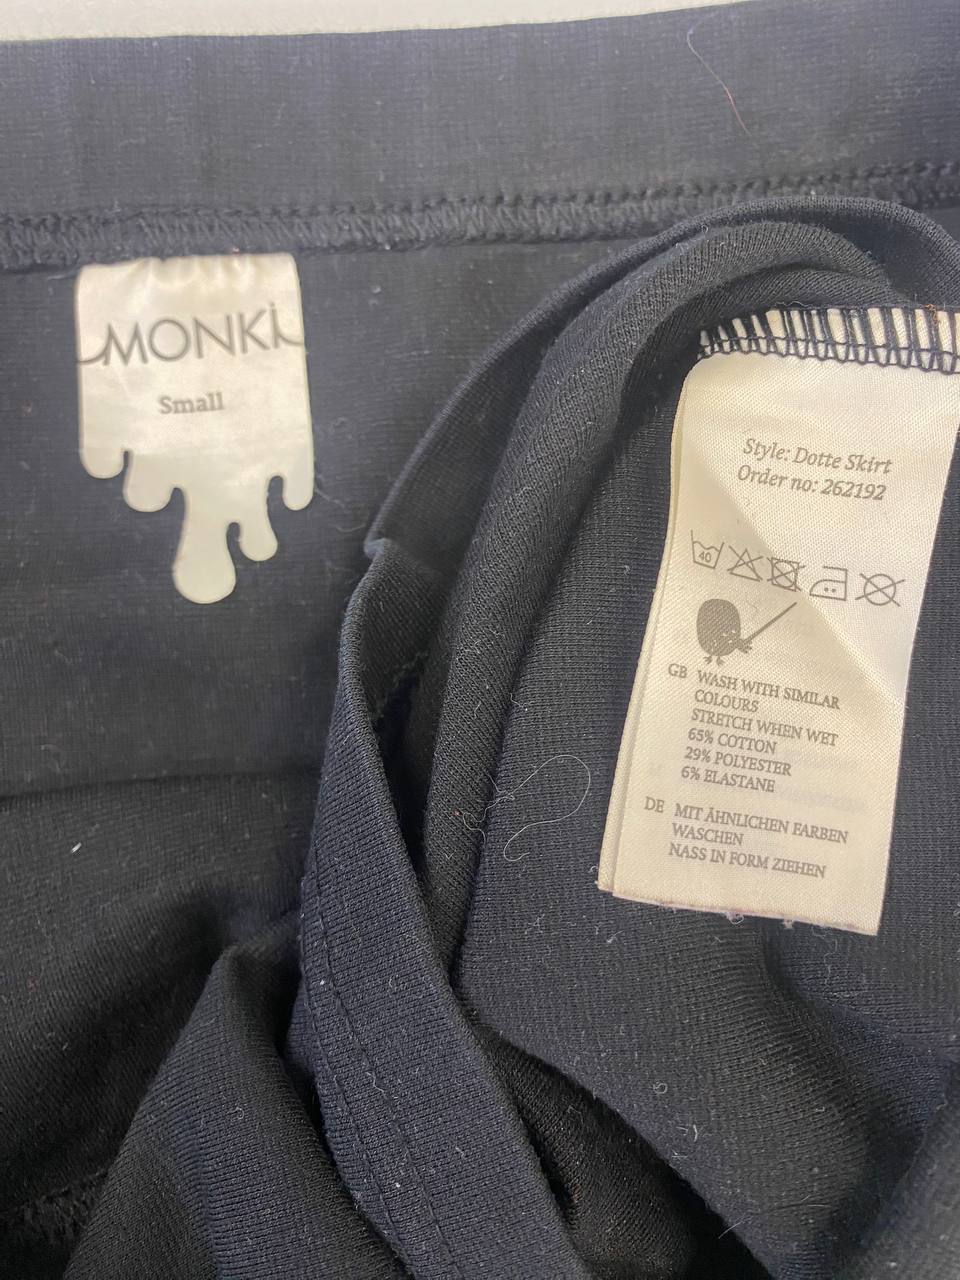 MONKI
Small
Style: Dotte Skirt
Order no: 262192
40
GB WASH WITH SIMILAR
COLOURS
STRETCH WHEN WET
65% COTTON
29% POLYESTER
6% ELASTANE
DE MIT ÄHNLICHEN FARBEN
WASCHEN
NASS IN FORM ZIEHEN